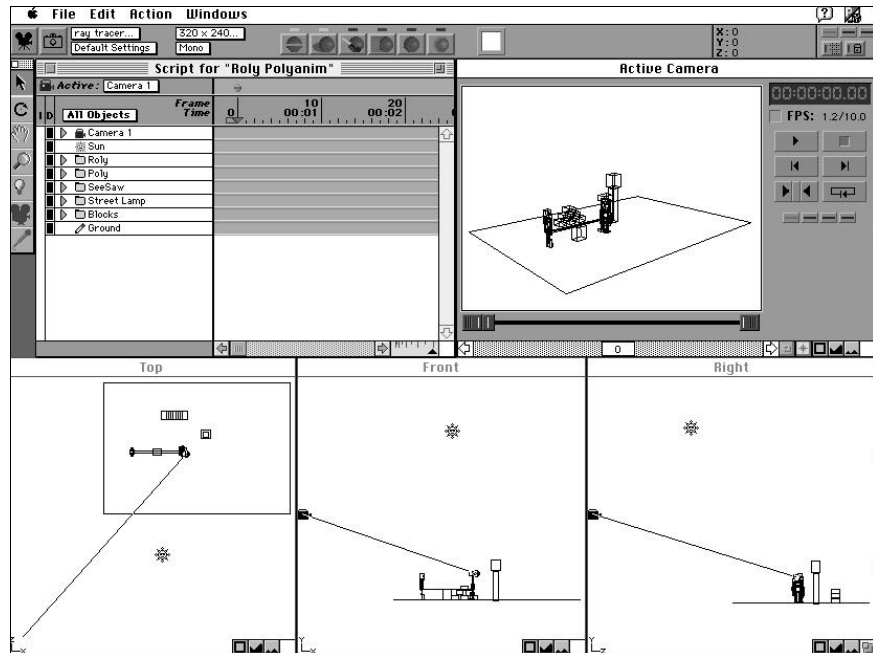 File Edit Action Windows
ray tracer... 320 x 240...
Default Settings Mono
X: 0
Y: 0
Z: 0
Script for "Roly Polyanim"
Active Camera
Active: Camera 1
Frame 10 20
I D All Objects Time 0 00:01 00:02
Camera 1
Sun
Roly
Poly
SeeSaw
Street Lamp
Blocks
Ground
00:00:00.00
FPS: 1.2/10.0
0
Top Front Right
Z X
Y X
Y Z